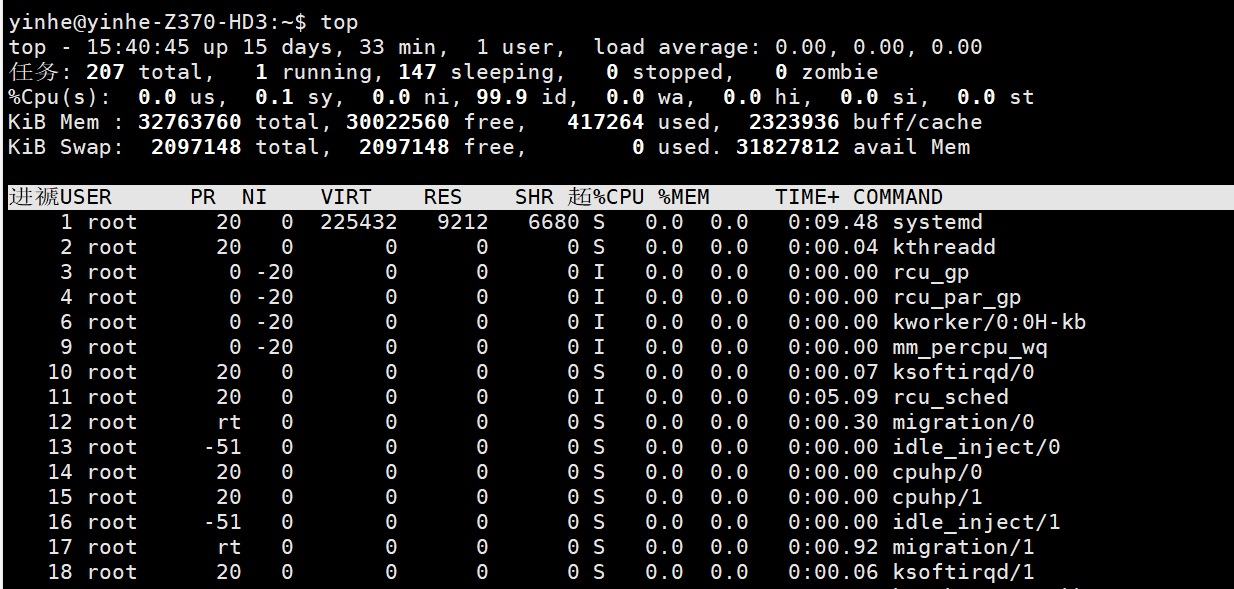 yinhe@yinhe-Z370-HD3:~$ top
top - 15:40:45 up 15 days, 33 min,  1 user,  load average: 0.00, 0.00, 0.00
任务: 207 total,   1 running, 147 sleeping,   0 stopped,   0 zombie
%Cpu(s):  0.0 us,  0.1 sy,  0.0 ni, 99.9 id,  0.0 wa,  0.0 hi,  0.0 si,  0.0 st
KiB Mem : 32763760 total, 30022560 free,   417264 used,  2323936 buff/cache
KiB Swap:  2097148 total,  2097148 free,        0 used. 31827812 avail Mem
进USER      PR  NI    VIRT    RES    SHR %CPU %MEM     TIME+ COMMAND
1 root      20   0  225432   9212   6680 S   0.0  0.0   0:09.48 systemd
2 root      20   0       0      0      0 S   0.0  0.0   0:00.04 kthreadd
3 root       0 -20       0      0      0 I   0.0  0.0   0:00.00 rcu_gp
4 root       0 -20       0      0      0 I   0.0  0.0   0:00.00 rcu_par_gp
6 root       0 -20       0      0      0 I   0.0  0.0   0:00.00 kworker/0:0H-kb
9 root       0 -20       0      0      0 I   0.0  0.0   0:00.00 mm_percpu_wq
10 root      20   0       0      0      0 S   0.0  0.0   0:00.07 ksoftirqd/0
11 root      20   0       0      0      0 I   0.0  0.0   0:05.09 rcu_sched
12 root      rt   0       0      0      0 S   0.0  0.0   0:00.30 migration/0
13 root     -51   0       0      0      0 S   0.0  0.0   0:00.00 idle_inject/0
14 root      20   0       0      0      0 S   0.0  0.0   0:00.00 cpuhp/0
15 root      20   0       0      0      0 S   0.0  0.0   0:00.00 cpuhp/1
16 root     -51   0       0      0      0 S   0.0  0.0   0:00.00 idle_inject/1
17 root      rt   0       0      0      0 S   0.0  0.0   0:00.92 migration/1
18 root      20   0       0      0      0 S   0.0  0.0   0:00.06 ksoftirqd/1